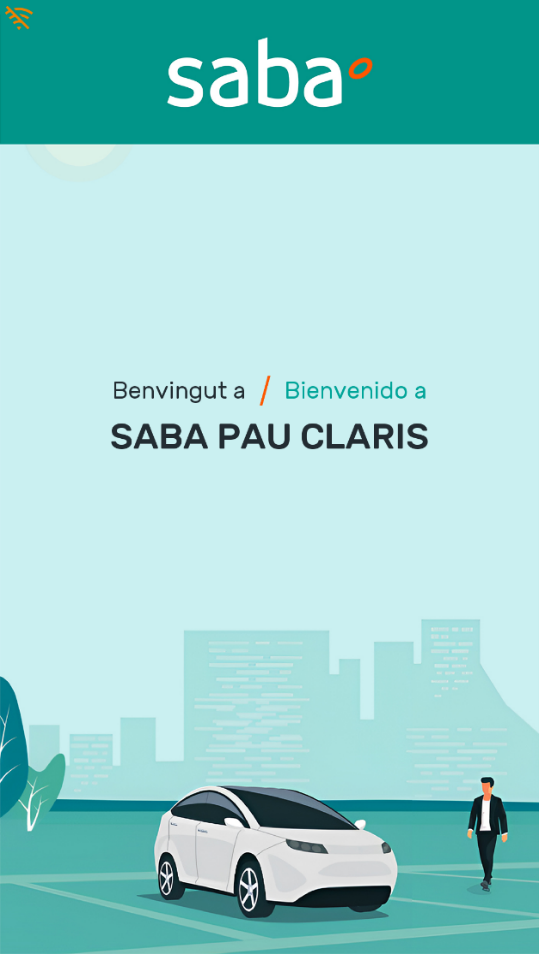 saba
Benvingut a / Bienvenido a
SABA PAU CLARIS